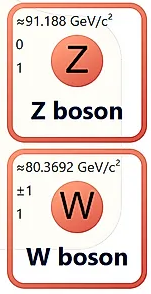 ≈91.188 GeV/c²
0
1
Z
Z boson
≈80.3692 GeV/c²
±1
1
W
W boson